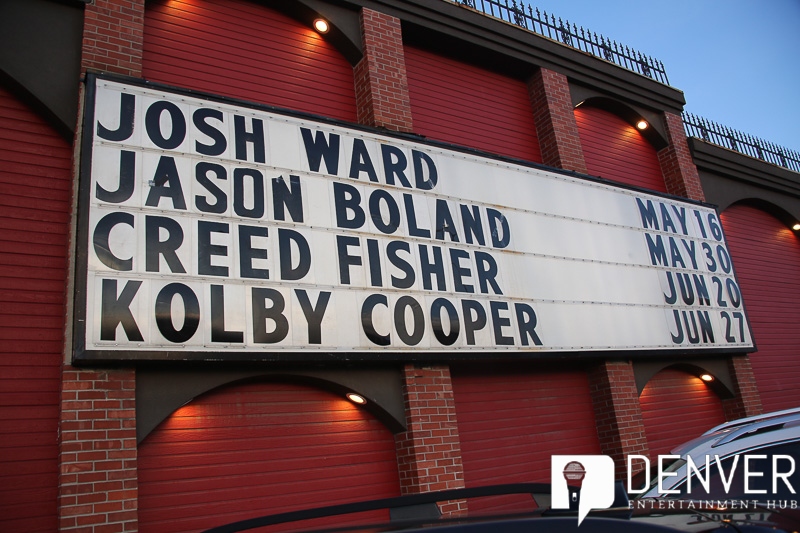 JOSH WARD MAY 16
JASON BOLAND MAY 30
CREED FISHER JUN 20
KOLBY COOPER JUN 27
DENVER
ENTERTAINMENT HUB